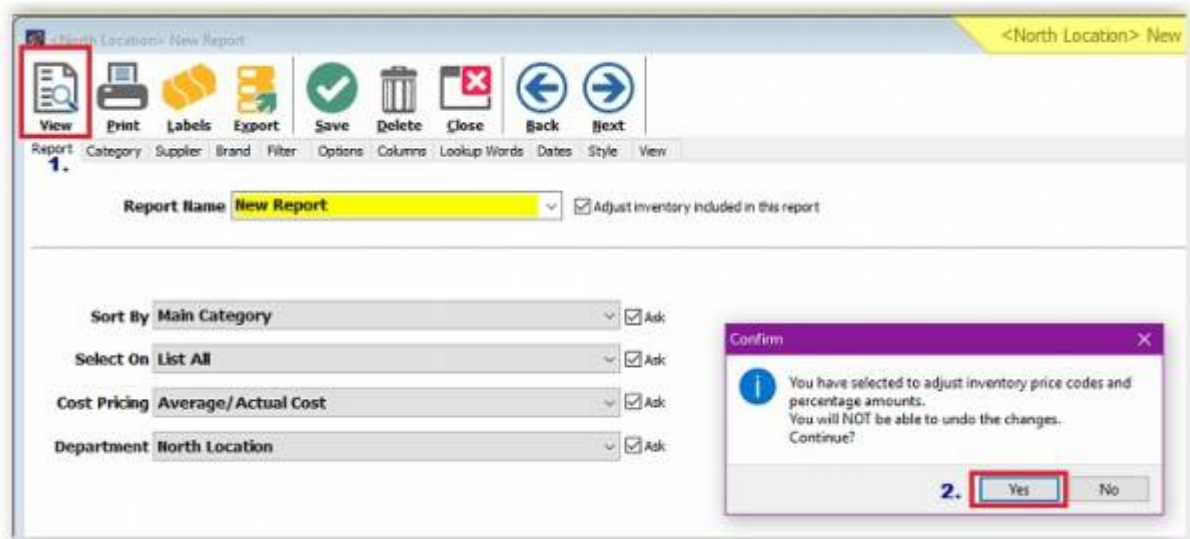 <North Location> New Report
<North Location> New
View Print Labels Export Save Delete Close Back Next
Report Category Supplier Brand Filter Options Columns Lookup Words Dates Style View
1.
Report Name New Report Adjust inventory included in this report
Sort By Main Category Ask
Select On List All Ask
Cost Pricing Average/Actual Cost Ask
Department North Location Ask
Confirm
You have selected to adjust inventory price codes and
percentage amounts.
You will NOT be able to undo the changes.
Continue?
2. Yes No